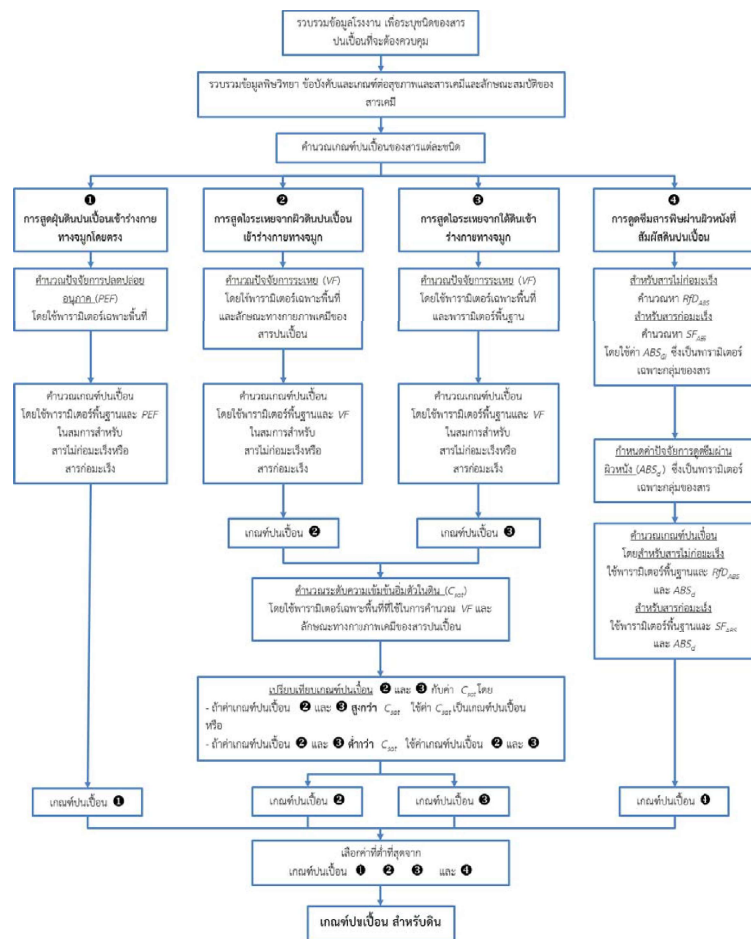 รวบรวมข้อมูลโรงงาน เพื่อระบุชนิดของสาร
ปนเปื้อนที่จะต้องควบคุม
รวบรวมข้อมูลพิษวิทยา ข้อบังคับและเกณฑ์ต่อสุขภาพและสารเคมีและลักษณะสมบัติของ
สารเคมี
คำนวณเกณฑ์ปนเปื้อนของสารแต่ละชนิด
❶
การสูดฝุ่นดินปนเปื้อนเข้าร่างกาย
ทางจมูกโดยตรง
คำนวณปัจจัยการปลดปล่อย
อนุภาค (PEF)
โดยใช้พารามิเตอร์เฉพาะพื้นที่
คำนวณเกณฑ์ปนเปื้อน
โดยใช้พารามิเตอร์พื้นฐานและ PEF
ในสมการสำหรับ
สารไม่ก่อมะเร็งหรือ
สารก่อมะเร็ง
❷
การสูดไอระเหยจากผิวดินปนเปื้อน
เข้าร่างกายทางจมูก
คำนวณปัจจัยการระเหย (VF)
โดยใช้พารามิเตอร์เฉพาะพื้นที่
และลักษณะทางกายภาพเคมีของ
สารปนเปื้อน
คำนวณเกณฑ์ปนเปื้อน
โดยใช้พารามิเตอร์พื้นฐานและ VF
ในสมการสำหรับ
สารไม่ก่อมะเร็งหรือ
สารก่อมะเร็ง
เกณฑ์ปนเปื้อน ❷
❸
การสูดไอระเหยจากใต้ดินเข้า
ร่างกายทางจมูก
คำนวณปัจจัยการระเหย (VF)
โดยใช้พารามิเตอร์เฉพาะพื้นที่
และพารามิเตอร์พื้นฐาน
คำนวณเกณฑ์ปนเปื้อน
โดยใช้พารามิเตอร์พื้นฐานและ VF
ในสมการสำหรับ
สารไม่ก่อมะเร็งหรือ
สารก่อมะเร็ง
เกณฑ์ปนเปื้อน ❸
❹
การดูดซึมสารพิษผ่านผิวหนังที่
สัมผัสดินปนเปื้อน
สำหรับสารไม่ก่อมะเร็ง
คำนวณหา RfD_ABS
สำหรับสารก่อมะเร็ง
คำนวณหา SF_ABS
โดยใช้ค่า ABS_GI ซึ่งเป็นพารามิเตอร์
เฉพาะกลุ่มของสาร
กำหนดค่าปัจจัยการดูดซึมผ่าน
ผิวหนัง (ABS_d) ซึ่งเป็นพารามิเตอร์
เฉพาะกลุ่มของสาร
คำนวณเกณฑ์ปนเปื้อน
โดยสำหรับสารไม่ก่อมะเร็ง
ใช้พารามิเตอร์พื้นฐานและ RfD_ABS
และ ABS_d
สำหรับสารก่อมะเร็ง
ใช้พารามิเตอร์พื้นฐานและ SF_ABS
และ ABS_d
คำนวณระดับความเข้มข้นอิ่มตัวในดิน (C_sat)
โดยใช้พารามิเตอร์เฉพาะพื้นที่ที่ใช้ในการคำนวณ VF และ
ลักษณะทางกายภาพเคมีของสารปนเปื้อน
เปรียบเทียบเกณฑ์ปนเปื้อน ❷ และ ❸ กับค่า C_sat โดย
- ถ้าค่าเกณฑ์ปนเปื้อน ❷ และ ❸ สูงกว่า C_sat ใช้ค่า C_sat เป็นเกณฑ์ปนเปื้อน
หรือ
- ถ้าค่าเกณฑ์ปนเปื้อน ❷ และ ❸ ต่ำกว่า C_sat ใช้ค่าเกณฑ์ปนเปื้อน ❷ และ ❸
เกณฑ์ปนเปื้อน ❶
เกณฑ์ปนเปื้อน ❷
เกณฑ์ปนเปื้อน ❸
เกณฑ์ปนเปื้อน ❹
เลือกค่าที่ต่ำที่สุดจาก
เกณฑ์ปนเปื้อน ❶ ❷ ❸ และ ❹
เกณฑ์ปนเปื้อน สำหรับดิน